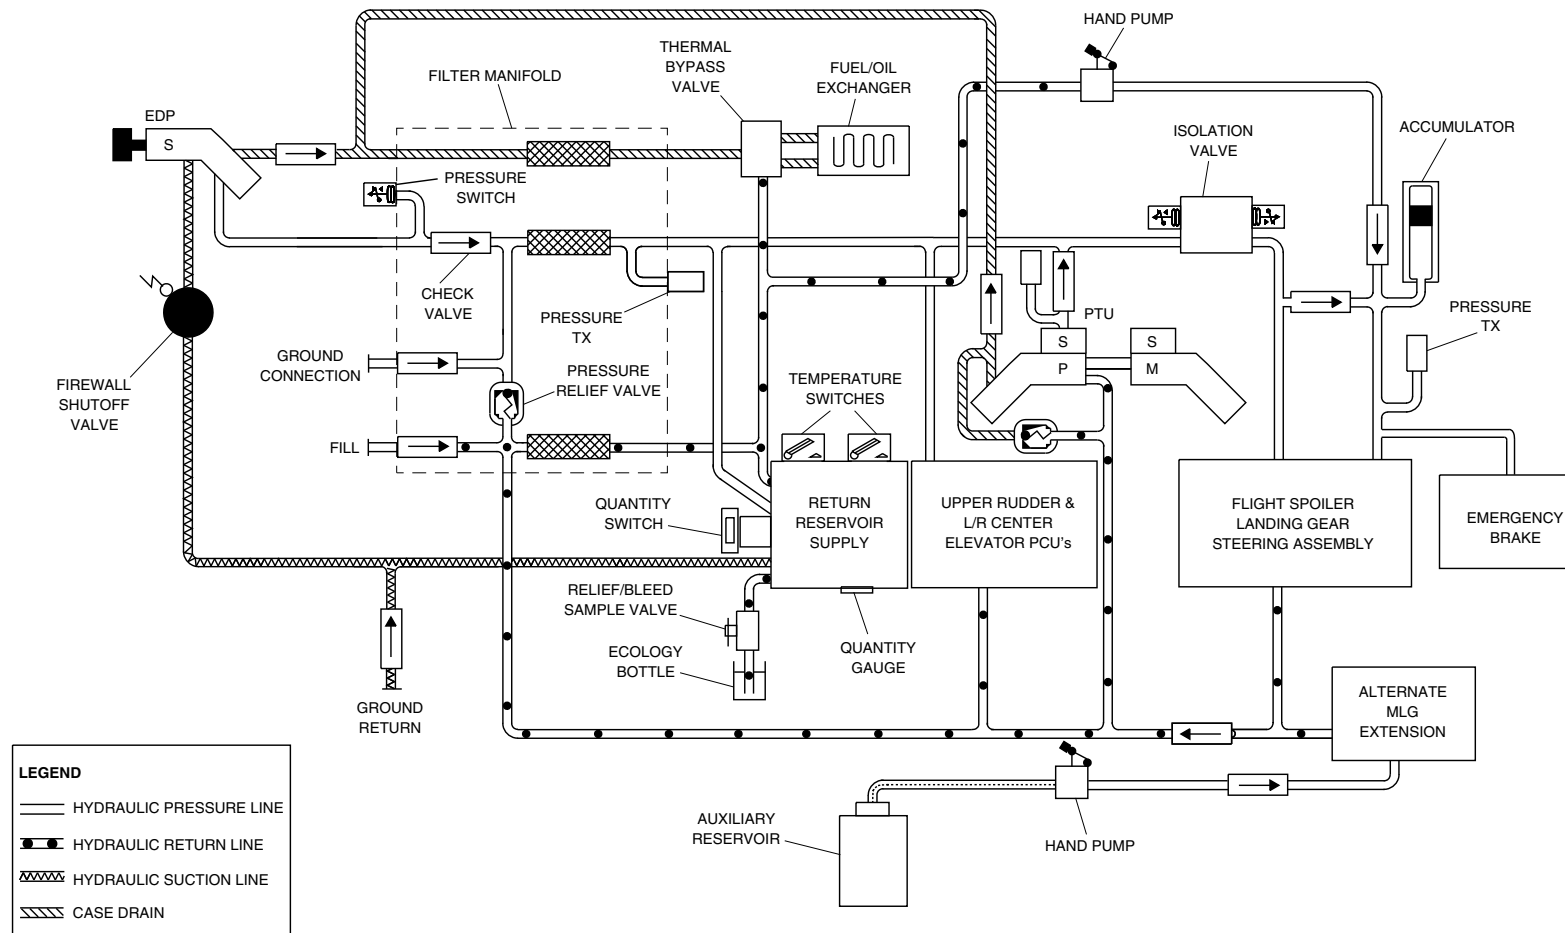 HAND PUMP
THERMAL
BYPASS
VALVE
FUEL/OIL
EXCHANGER
FILTER MANIFOLD
EDP
S
ISOLATION
VALVE
ACCUMULATOR
PRESSURE
SWITCH
CHECK
VALVE
PRESSURE
TX
PTU
S
S
P
M
PRESSURE
TX
GROUND
CONNECTION
PRESSURE
RELIEF VALVE
FIREWALL
SHUTOFF
VALVE
TEMPERATURE
SWITCHES
FILL
QUANTITY
SWITCH
RETURN
RESERVOIR
SUPPLY
UPPER RUDDER &
L/R CENTER
ELEVATOR PCU's
FLIGHT SPOILER
LANDING GEAR
STEERING ASSEMBLY
EMERGENCY
BRAKE
RELIEF/BLEED
SAMPLE VALVE
ECOLOGY
BOTTLE
QUANTITY
GAUGE
GROUND
RETURN
ALTERNATE
MLG
EXTENSION
AUXILIARY
RESERVOIR
HAND PUMP
LEGEND
HYDRAULIC PRESSURE LINE
HYDRAULIC RETURN LINE
HYDRAULIC SUCTION LINE
CASE DRAIN